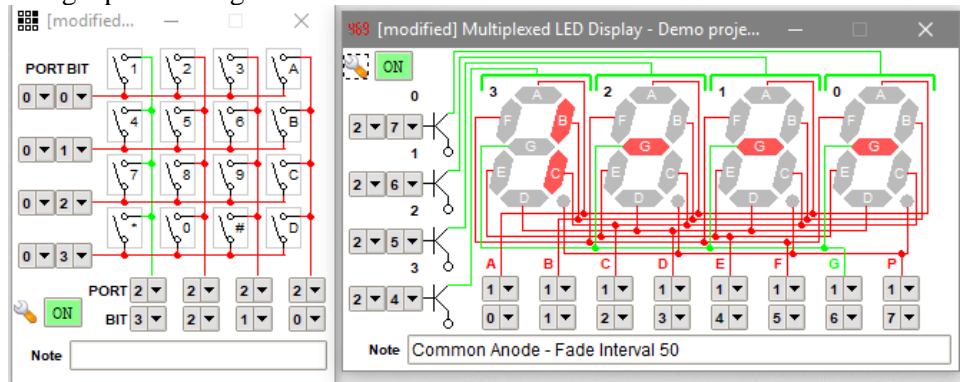 [modified...
PORT BIT
1 2 3 A
0 0
4 5 6 B
0 1
7 8 9 C
0 2
* 0 # D
0 3
PORT 2 2 2 2
ON
BIT 3 2 1 0
Note
469 [modified] Multiplexed LED Display - Demo proje...
ON
3 2 1 0
A A A A
0
F B F B F B F B
2 7
G G G G
1
E C E C E C E C
2 6
D D D D
2
2 5
3
A B C D E F G P
2 4
1 1 1 1 1 1 1 1
0 1 2 3 4 5 6 7
Note Common Anode - Fade Interval 50